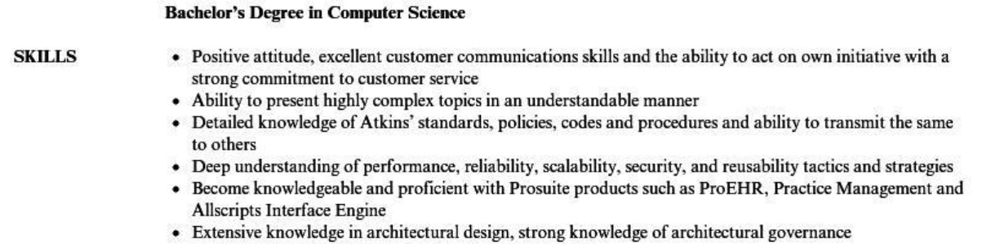 Bachelor’s Degree in Computer Science
SKILLS
• Positive attitude, excellent customer communications skills and the ability to act on own initiative with a
strong commitment to customer service
• Ability to present highly complex topics in an understandable manner
• Detailed knowledge of Atkins’ standards, policies, codes and procedures and ability to transmit the same
to others
• Deep understanding of performance, reliability, scalability, security, and reusability tactics and strategies
• Become knowledgeable and proficient with Prosuite products such as ProEHR, Practice Management and
Allscripts Interface Engine
• Extensive knowledge in architectural design, strong knowledge of architectural governance